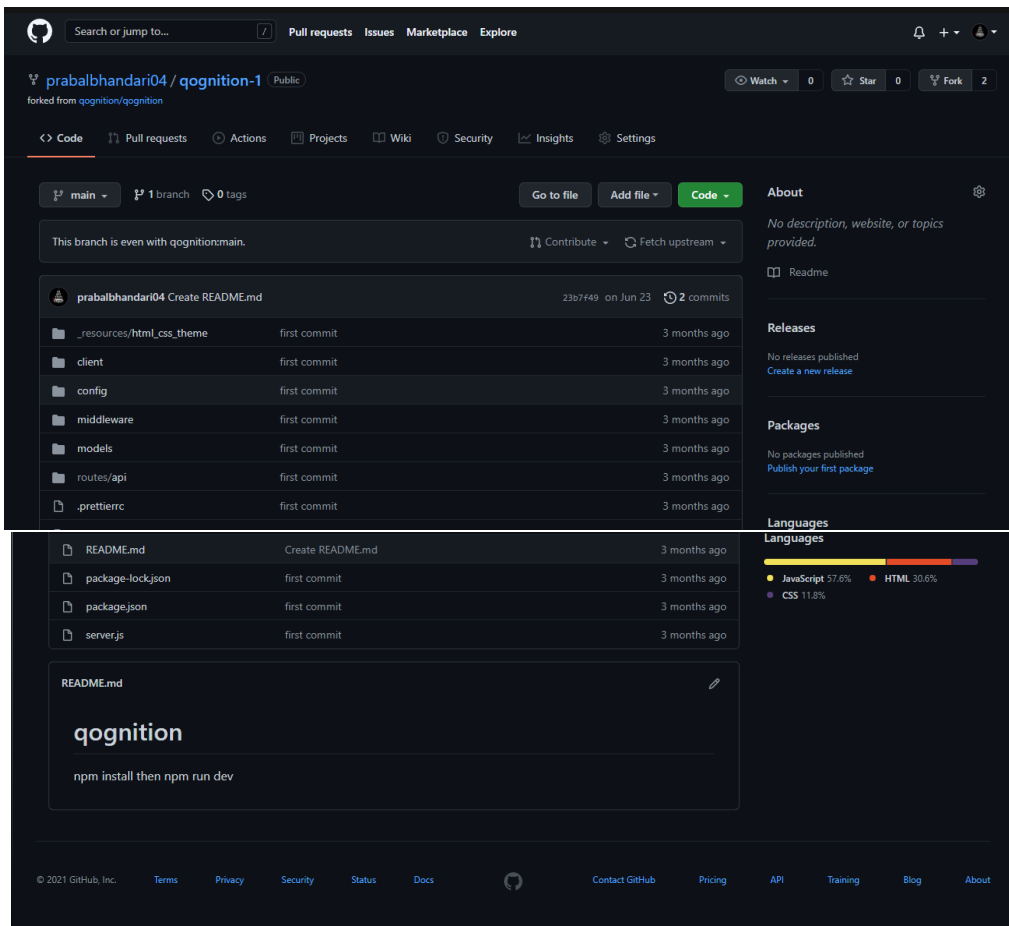 Search or jump to... / Pull requests Issues Marketplace Explore
prabalbhandari04 / qognition-1 Public Watch 0 Star 0 Fork 2
forked from qognition/qognition
Code Pull requests Actions Projects Wiki Security Insights Settings
main 1 branch 0 tags Go to file Add file Code
This branch is even with qognition:main. Contribute Fetch upstream
prabalbhandari04 Create README.md 23b7f49 on Jun 23 2 commits
_resources/html_css_theme first commit 3 months ago
client first commit 3 months ago
config first commit 3 months ago
middleware first commit 3 months ago
models first commit 3 months ago
routes/api first commit 3 months ago
.prettierrc first commit 3 months ago
About
No description, website, or topics
provided.
Readme
Releases
No releases published
Create a new release
Packages
No packages published
Publish your first package
Languages
README.md Create README.md 3 months ago
package-lock.json first commit 3 months ago
package.json first commit 3 months ago
server.js first commit 3 months ago
Languages
JavaScript 57.6% HTML 30.6%
CSS 11.8%
README.md
qognition
npm install then npm run dev
© 2021 GitHub, Inc. Terms Privacy Security Status Docs Contact GitHub Pricing API Training Blog About